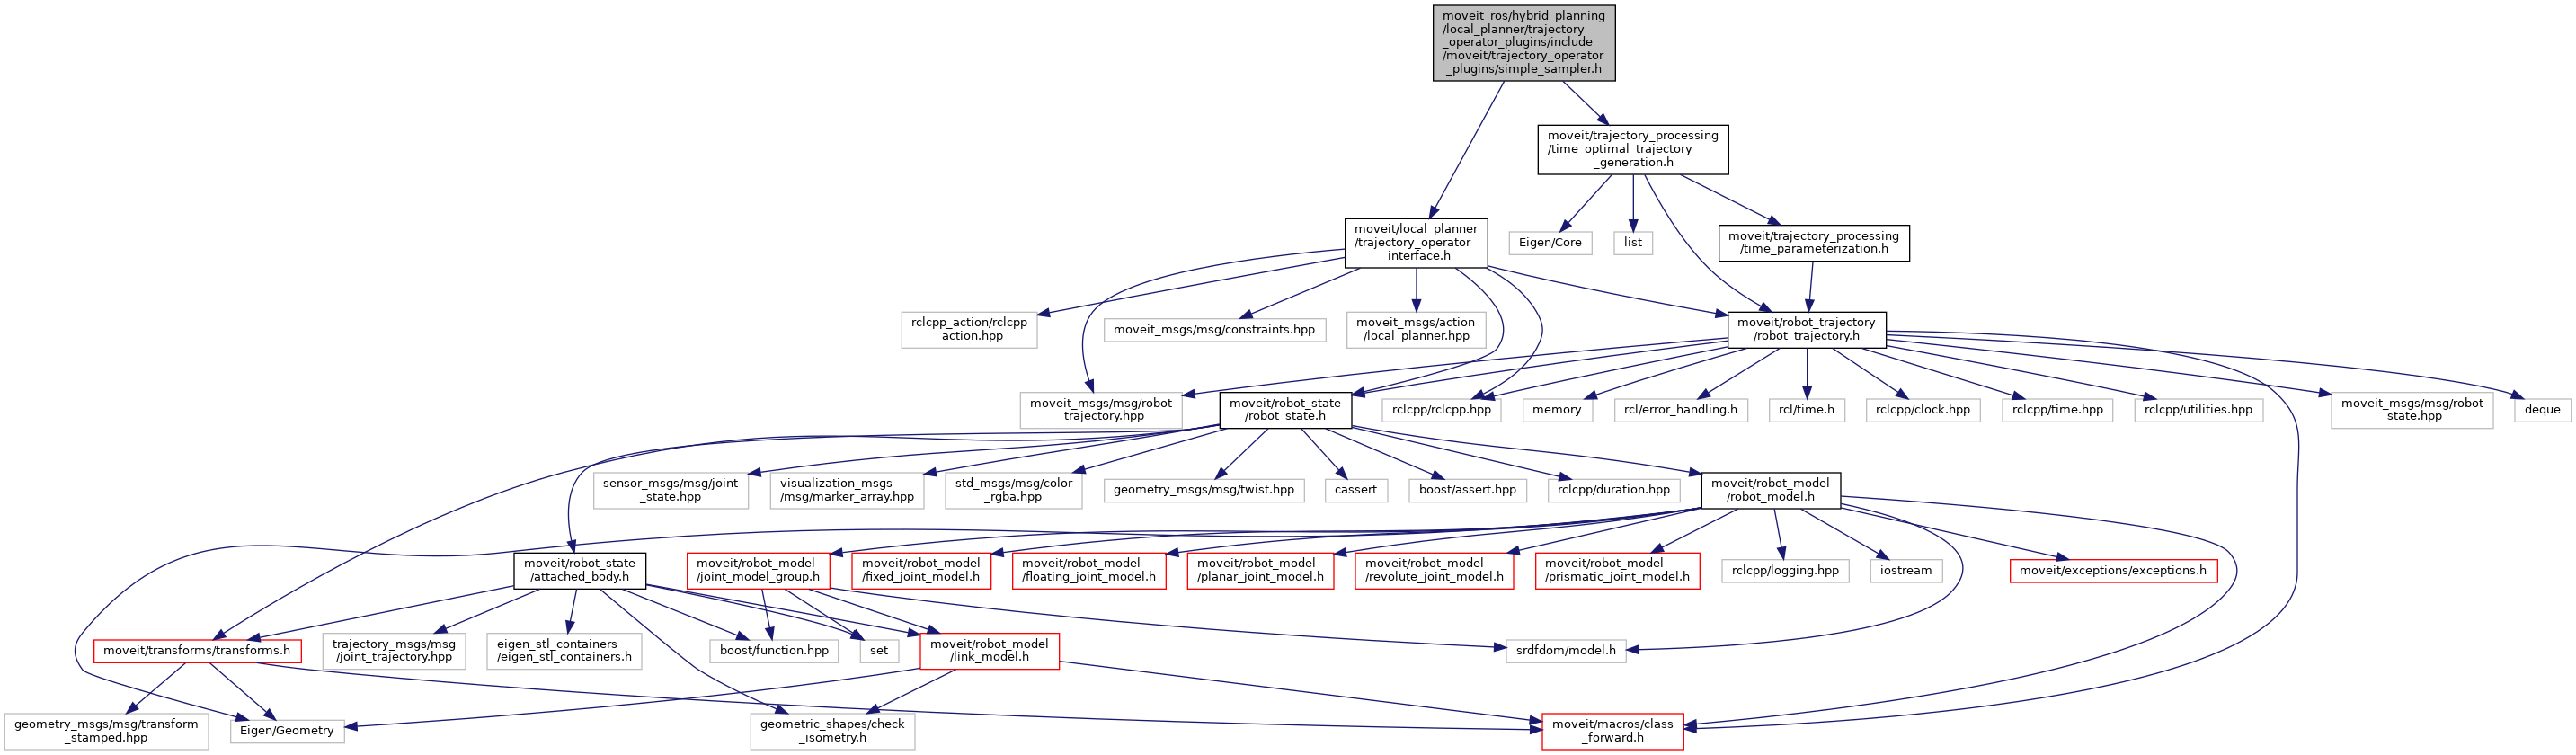 moveit_ros/hybrid_planning
/local_planner/trajectory
_operator_plugins/include
/moveit/trajectory_operator
_plugins/simple_sampler.h
moveit/trajectory_processing
/time_optimal_trajectory
_generation.h
moveit/local_planner
/trajectory_operator
_interface.h
Eigen/Core
list
moveit/trajectory_processing
/time_parameterization.h
rclcpp_action/rclcpp
_action.hpp
moveit_msgs/msg/constraints.hpp
moveit_msgs/action
/local_planner.hpp
moveit/robot_trajectory
/robot_trajectory.h
moveit_msgs/msg/robot
_trajectory.hpp
moveit/robot_state
/robot_state.h
rclcpp/rclcpp.hpp
memory
rcl/error_handling.h
rcl/time.h
rclcpp/clock.hpp
rclcpp/time.hpp
rclcpp/utilities.hpp
moveit_msgs/msg/robot
_state.hpp
deque
sensor_msgs/msg/joint
_state.hpp
visualization_msgs
/msg/marker_array.hpp
std_msgs/msg/color
_rgba.hpp
geometry_msgs/msg/twist.hpp
cassert
boost/assert.hpp
rclcpp/duration.hpp
moveit/robot_model
/robot_model.h
moveit/robot_state
/attached_body.h
moveit/robot_model
/joint_model_group.h
moveit/robot_model
/fixed_joint_model.h
moveit/robot_model
/floating_joint_model.h
moveit/robot_model
/planar_joint_model.h
moveit/robot_model
/revolute_joint_model.h
moveit/robot_model
/prismatic_joint_model.h
rclcpp/logging.hpp
iostream
moveit/exceptions/exceptions.h
moveit/transforms/transforms.h
trajectory_msgs/msg
/joint_trajectory.hpp
eigen_stl_containers
/eigen_stl_containers.h
boost/function.hpp
set
moveit/robot_model
/link_model.h
srdfdom/model.h
geometry_msgs/msg/transform
_stamped.hpp
Eigen/Geometry
geometric_shapes/check
_isometry.h
moveit/macros/class
_forward.h